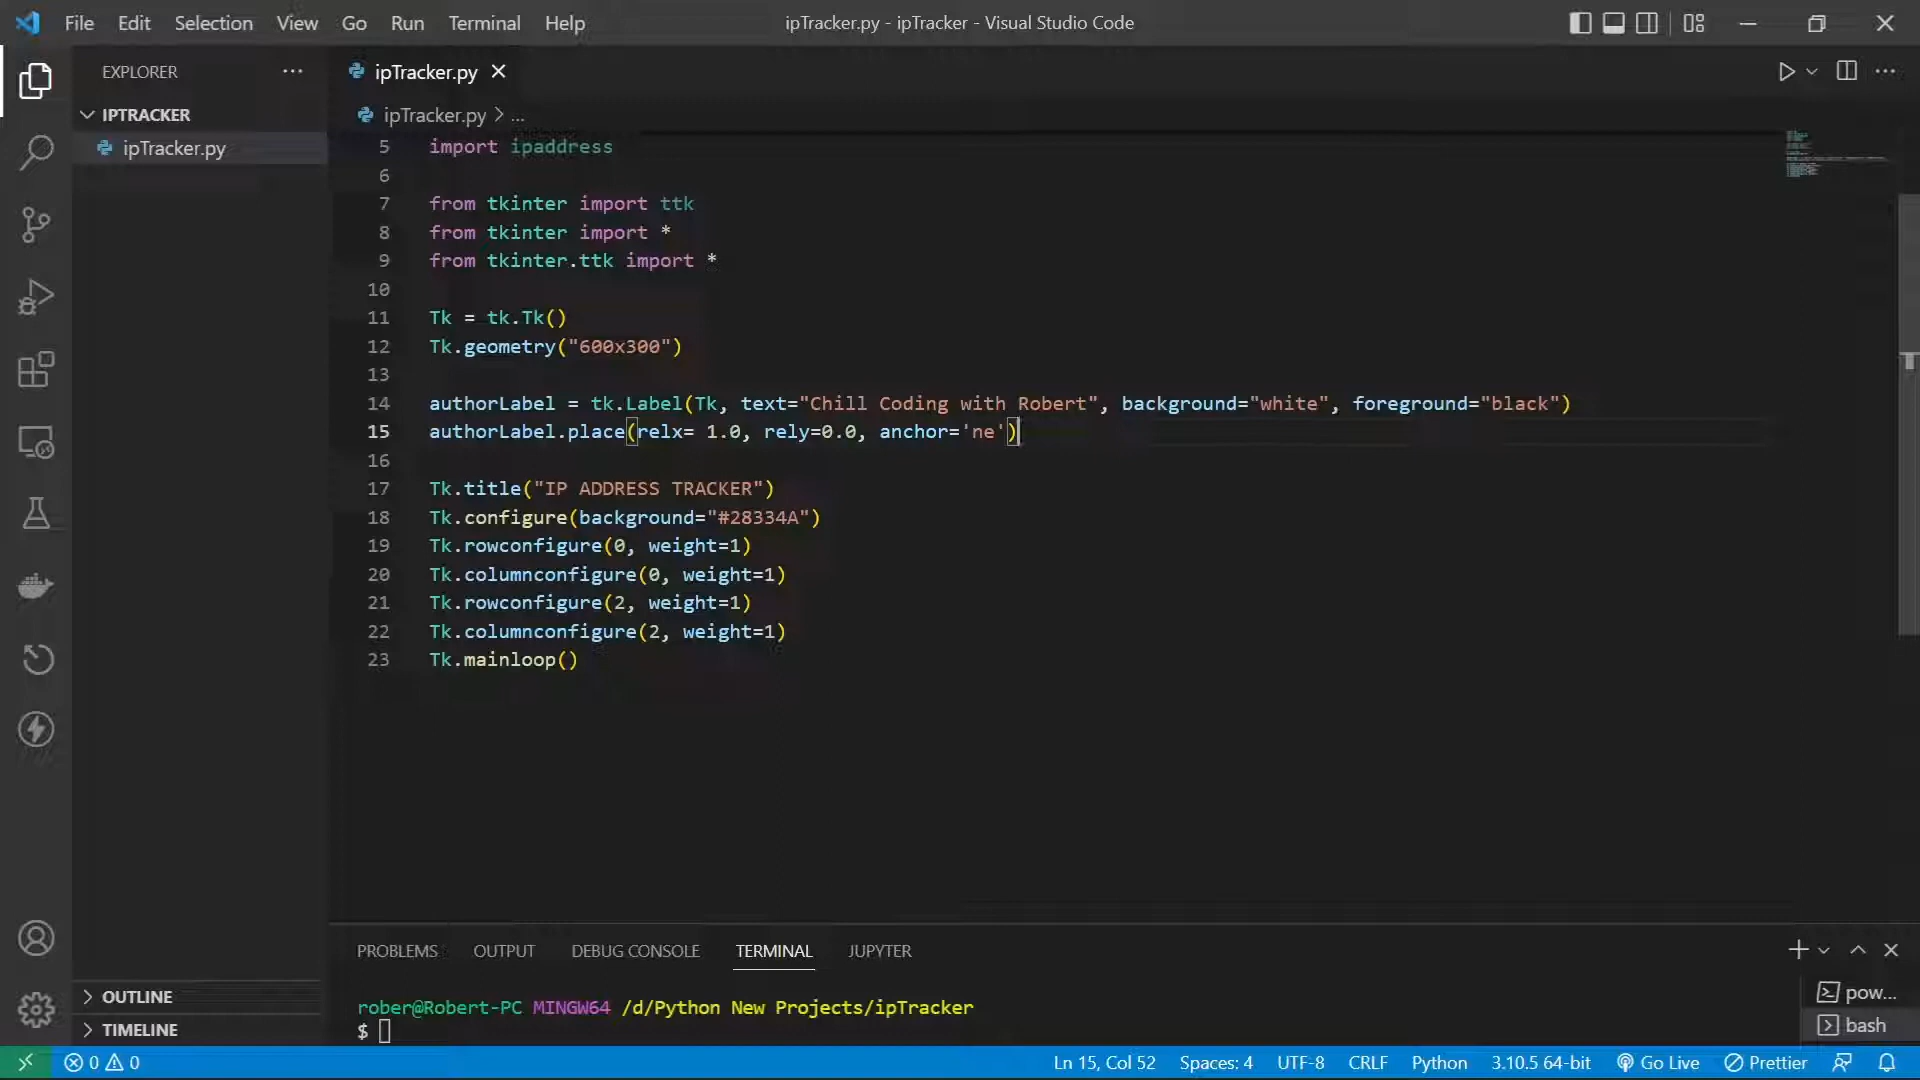 File Edit Selection View Go Run Terminal Help ipTracker.py - ipTracker - Visual Studio Code
EXPLORER
ipTracker.py
IPTRACKER
ipTracker.py > ...
ipTracker.py
5 import ipaddress
6
7 from tkinter import ttk
8 from tkinter import *
9 from tkinter.ttk import *
10
11 Tk = tk.Tk()
12 Tk.geometry("600x300")
13
14 authorLabel = tk.Label(Tk, text="Chill Coding with Robert", background="white", foreground="black")
15 authorLabel.place(relx= 1.0, rely=0.0, anchor='ne')
16
17 Tk.title("IP ADDRESS TRACKER")
18 Tk.configure(background="#28334A")
19 Tk.rowconfigure(0, weight=1)
20 Tk.columnconfigure(0, weight=1)
21 Tk.rowconfigure(2, weight=1)
22 Tk.columnconfigure(2, weight=1)
23 Tk.mainloop()
PROBLEMS OUTPUT DEBUG CONSOLE TERMINAL JUPYTER
OUTLINE
TIMELINE
rober@Robert-PC MINGW64 /d/Python New Projects/ipTracker
$
pow...
bash
0 0 Ln 15, Col 52 Spaces: 4 UTF-8 CRLF Python 3.10.5 64-bit Go Live Prettier